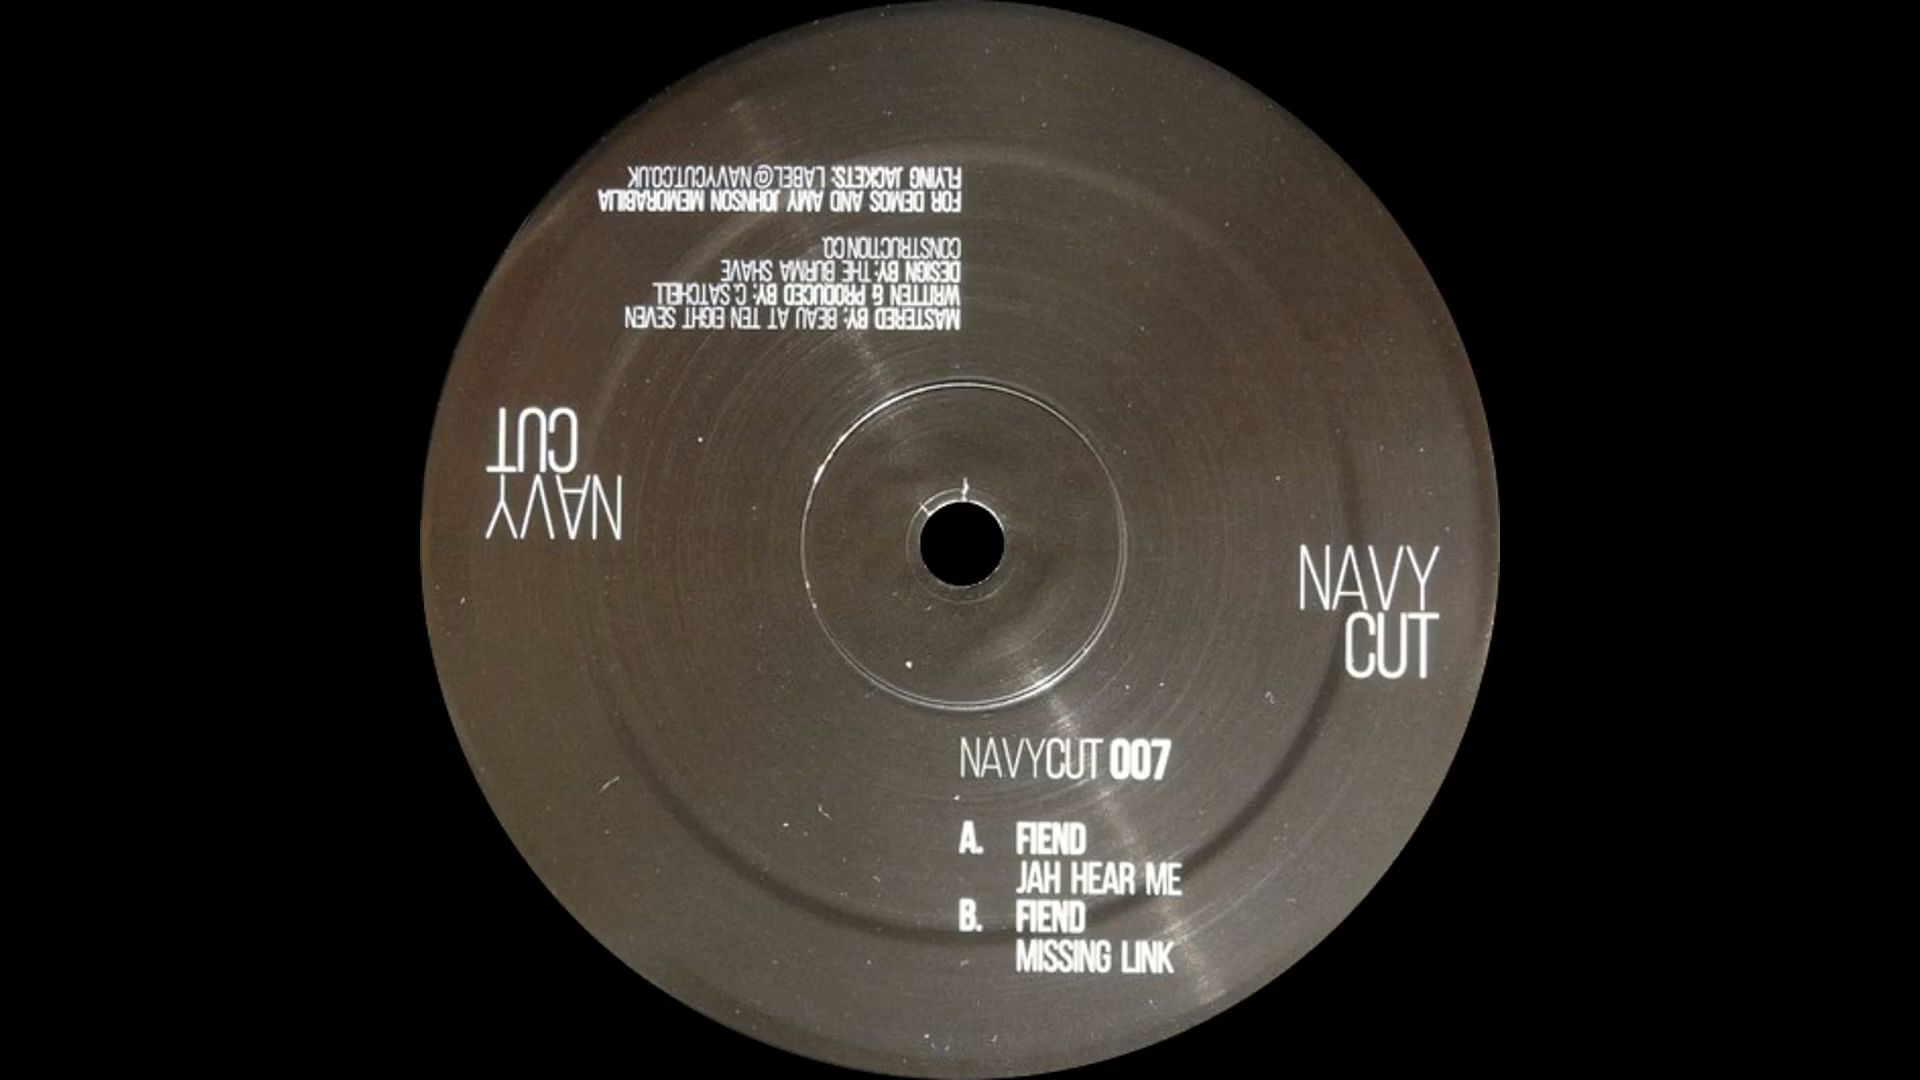 NAVY
CUT
NAVYCUT 007
A. FIEND
JAH HEAR ME
B. FIEND
MISSING LINK
NAVY
CUT
MASTERED BY: BEAU AT TEN EIGHT SEVEN
WRITTEN & PRODUCED BY: C. SATCHELL
DESIGN BY: THE BURMA SHAVE
CONSTRUCTION CO.
FOR DEMOS AND AMY JOHNSON MEMORABILIA
FLYING JACKETS: LABEL@NAVYCUT.CO.UK